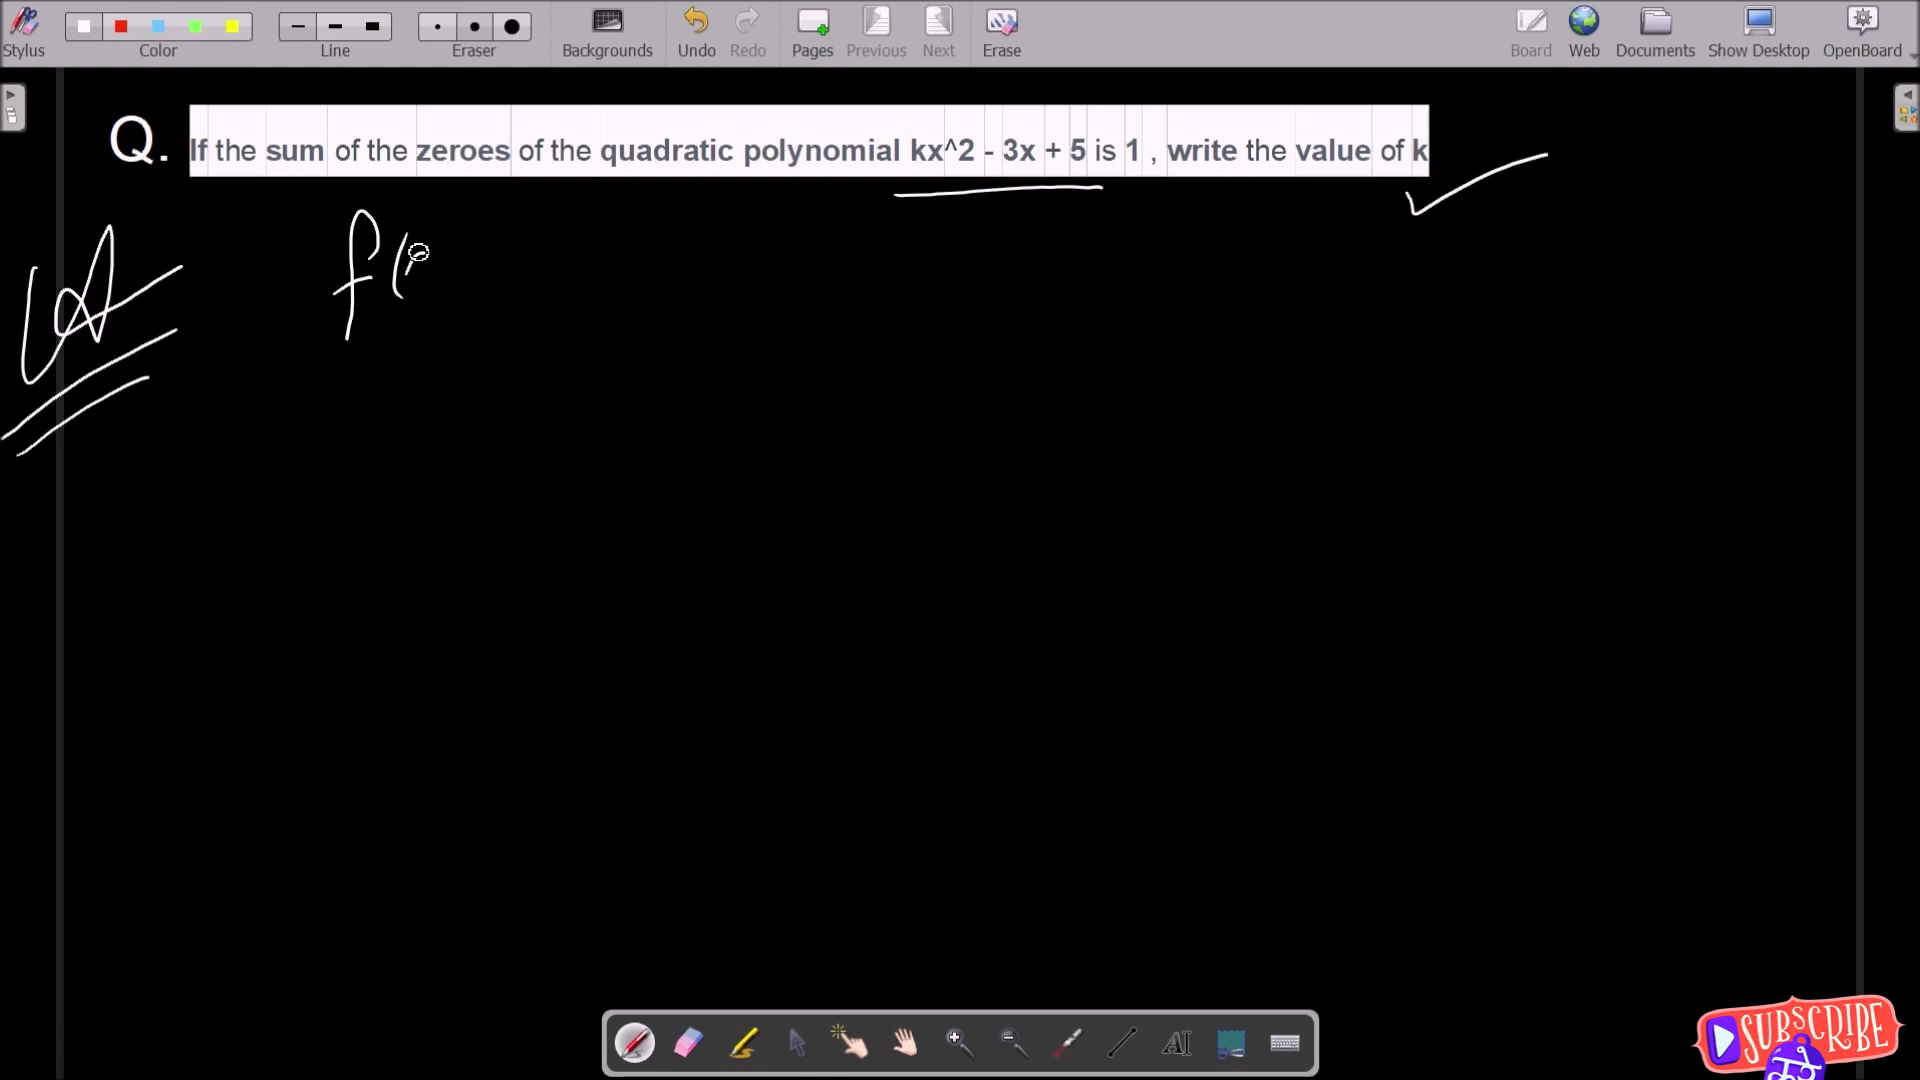 Stylus Color Line Eraser Backgrounds Undo Redo Pages Previous Next Erase Board Web Documents Show Desktop OpenBoard
Q. If the sum of the zeroes of the quadratic polynomial kx^2 - 3x + 5 is 1 , write the value of k
f(
AI
SUBSCRIBE